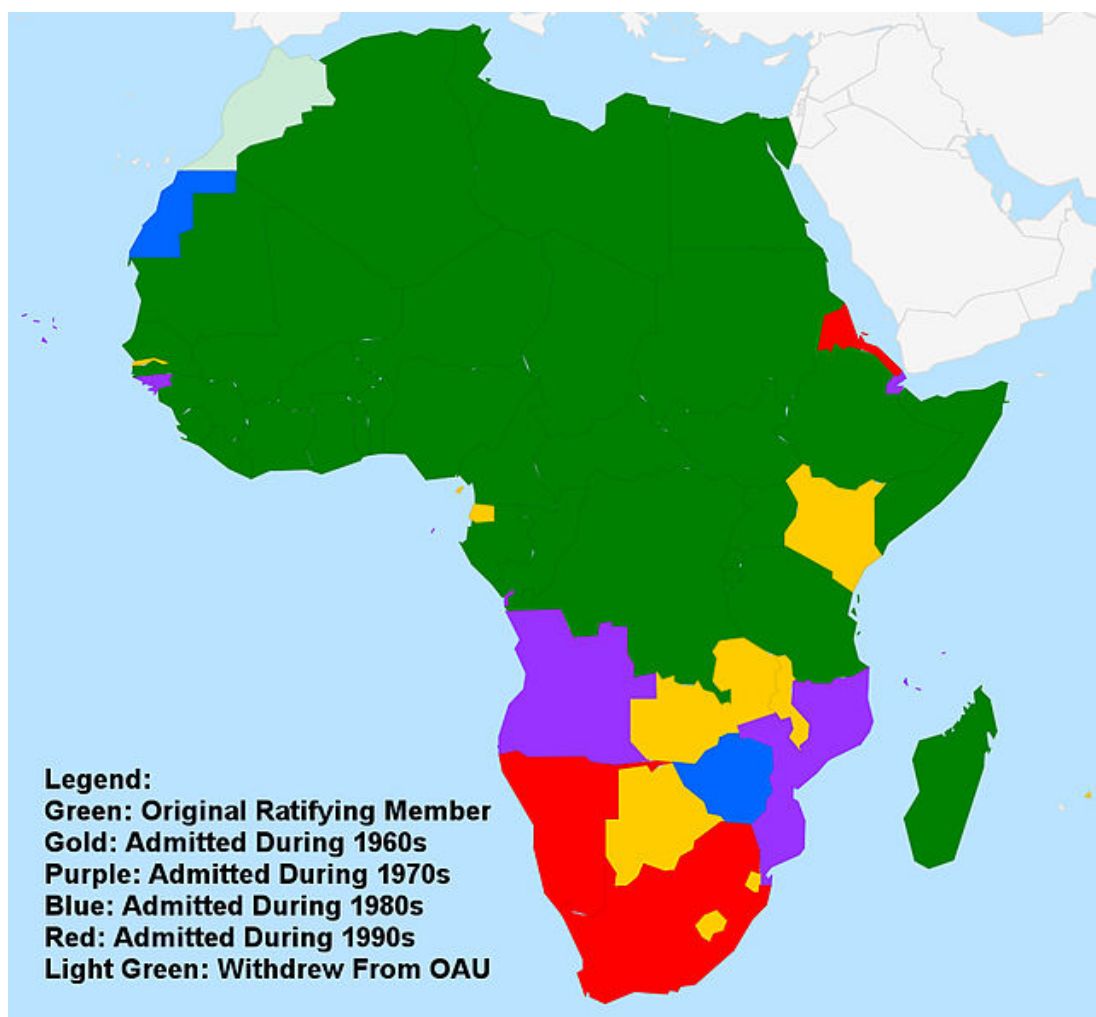 Legend:
Green: Original Ratifying Member
Gold: Admitted During 1960s
Purple: Admitted During 1970s
Blue: Admitted During 1980s
Red: Admitted During 1990s
Light Green: Withdrew From OAU